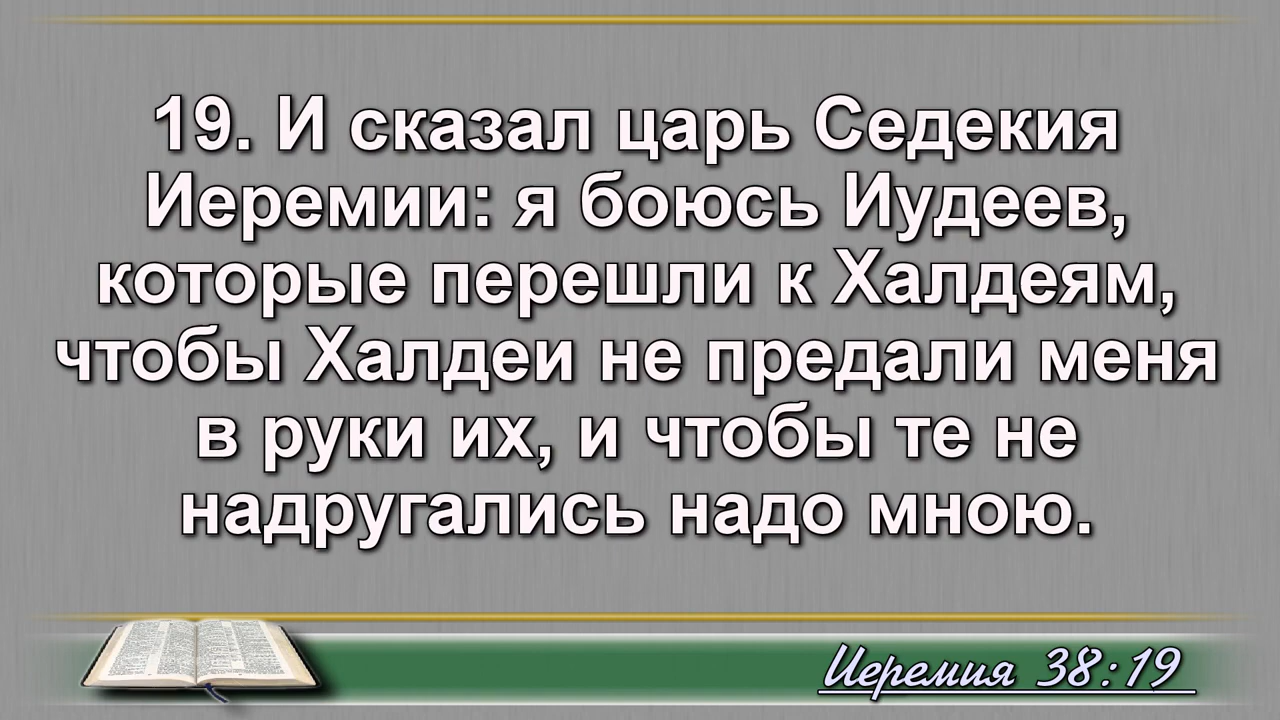 19. И сказал царь Седекия
Иеремии: я боюсь Иудеев,
которые перешли к Халдеям,
чтобы Халдеи не предали меня
в руки их, и чтобы те не
надругались надо мною.
Иеремия 38:19